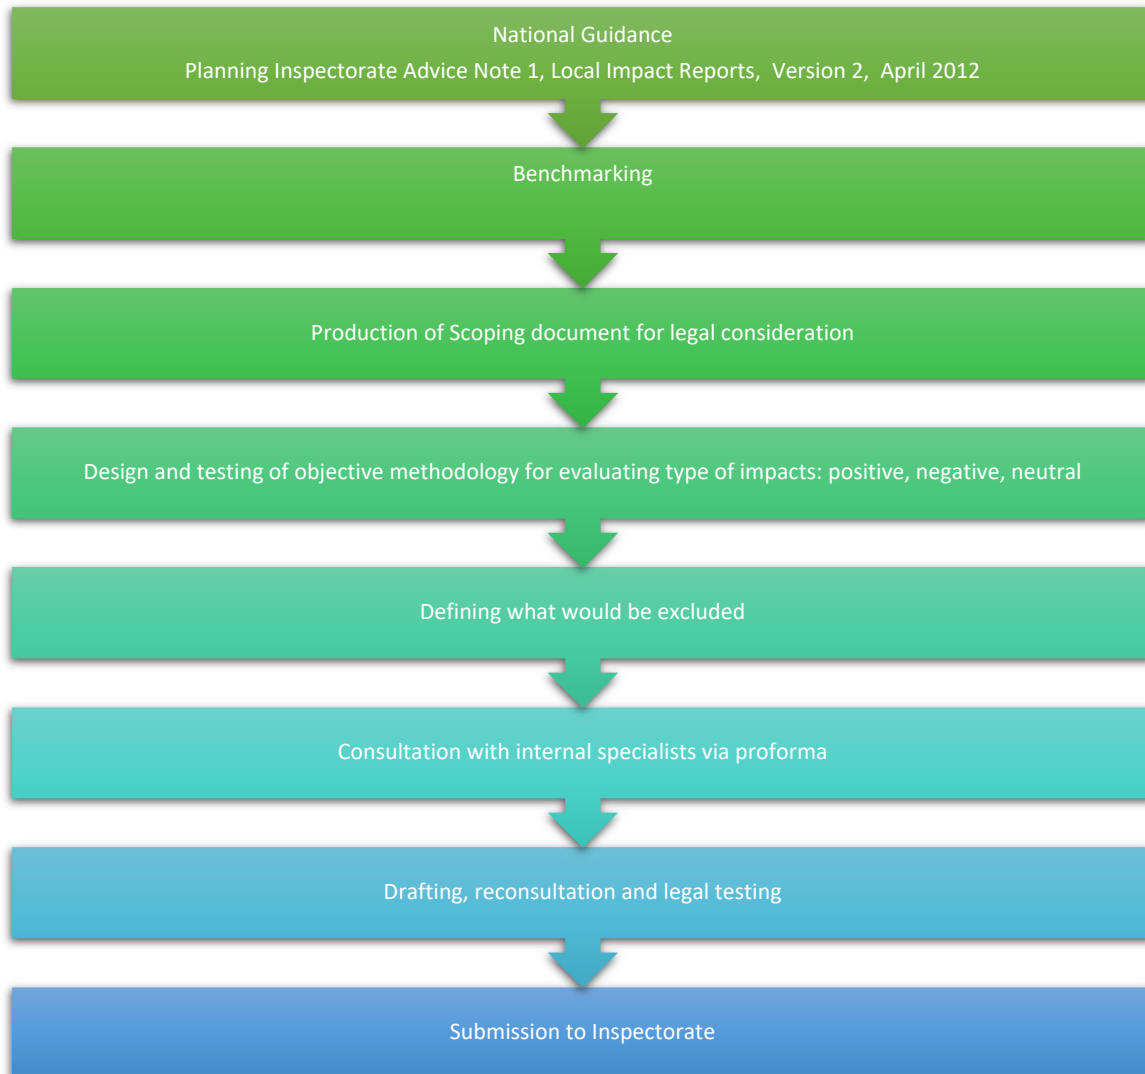 National Guidance
Planning Inspectorate Advice Note 1, Local Impact Reports,  Version 2,  April 2012
Benchmarking
Production of Scoping document for legal consideration
Design and testing of objective methodology for evaluating type of impacts: positive, negative, neutral
Defining what would be excluded
Consultation with internal specialists via proforma
Drafting, reconsultation and legal testing
Submission to Inspectorate